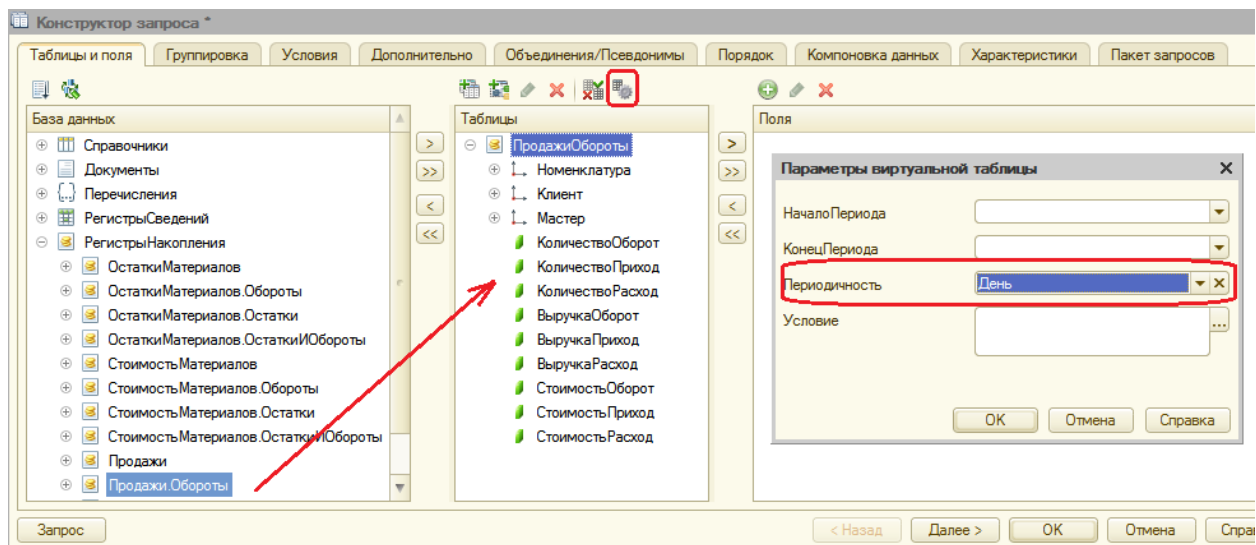 Конструктор запроса *
Таблицы и поля Группировка Условия Дополнительно Объединения/Псевдонимы Порядок Компоновка данных Характеристики Пакет запросов
База данных
Справочники
Документы
Перечисления
РегистрыСведений
РегистрыНакопления
ОстаткиМатериалов
ОстаткиМатериалов.Обороты
ОстаткиМатериалов.Остатки
ОстаткиМатериалов.ОстаткиИОбороты
СтоимостьМатериалов
СтоимостьМатериалов.Обороты
СтоимостьМатериалов.Остатки
СтоимостьМатериалов.ОстаткиИОбороты
Продажи
Продажи.Обороты
>
>>
<
<<
Таблицы
ПродажиОбороты
Номенклатура
Клиент
Мастер
КоличествоОборот
КоличествоПриход
КоличествоРасход
ВыручкаОборот
ВыручкаПриход
ВыручкаРасход
СтоимостьОборот
СтоимостьПриход
СтоимостьРасход
>
>>
<
<<
Поля
Параметры виртуальной таблицы
НачалоПериода
КонецПериода
Периодичность День
Условие
...
OK Отмена Справка
Запрос < Назад Далее > OK Отмена Спра